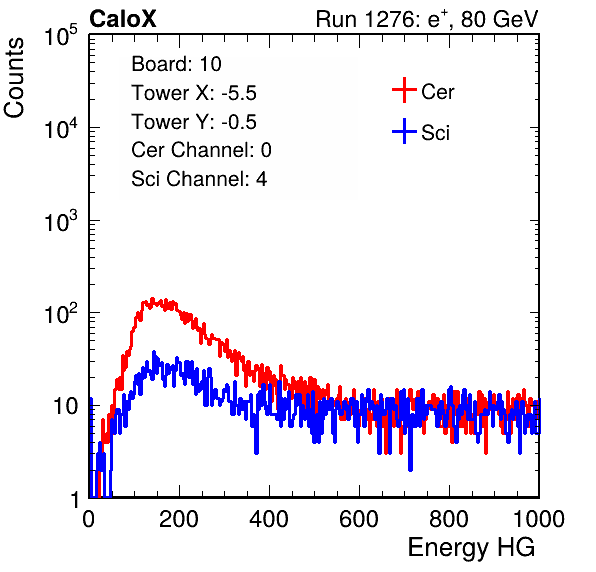 CaloX Run 1276: e⁺, 80 GeV
10⁵
10⁴
10³
10²
10
1
Counts
Board: 10
Tower X: -5.5
Tower Y: -0.5
Cer Channel: 0
Sci Channel: 4
Cer
Sci
0 200 400 600 800 1000
Energy HG